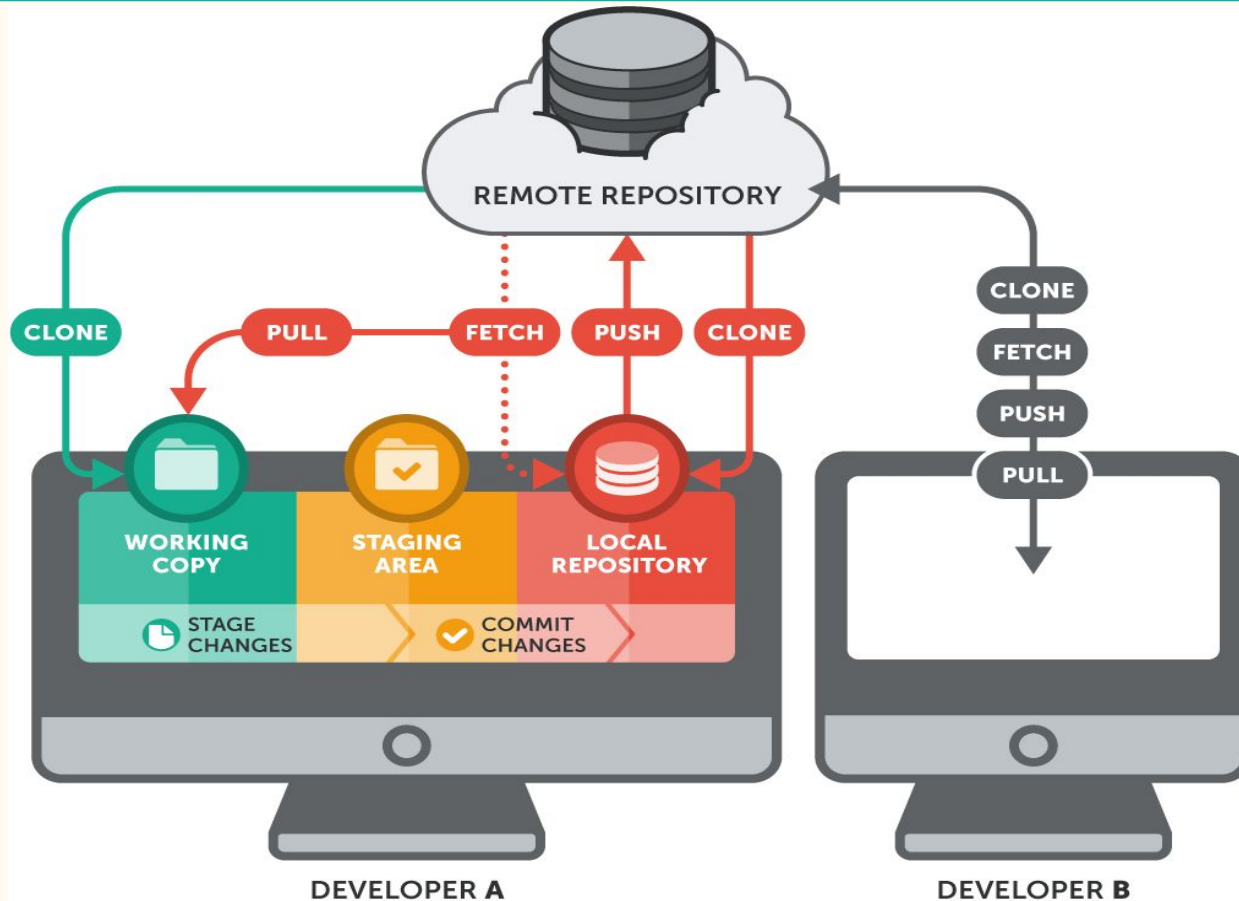 REMOTE REPOSITORY
CLONE
PULL
FETCH
PUSH
CLONE
CLONE
FETCH
PUSH
PULL
WORKING
COPY
STAGING
AREA
LOCAL
REPOSITORY
STAGE
CHANGES
COMMIT
CHANGES
DEVELOPER A
DEVELOPER B